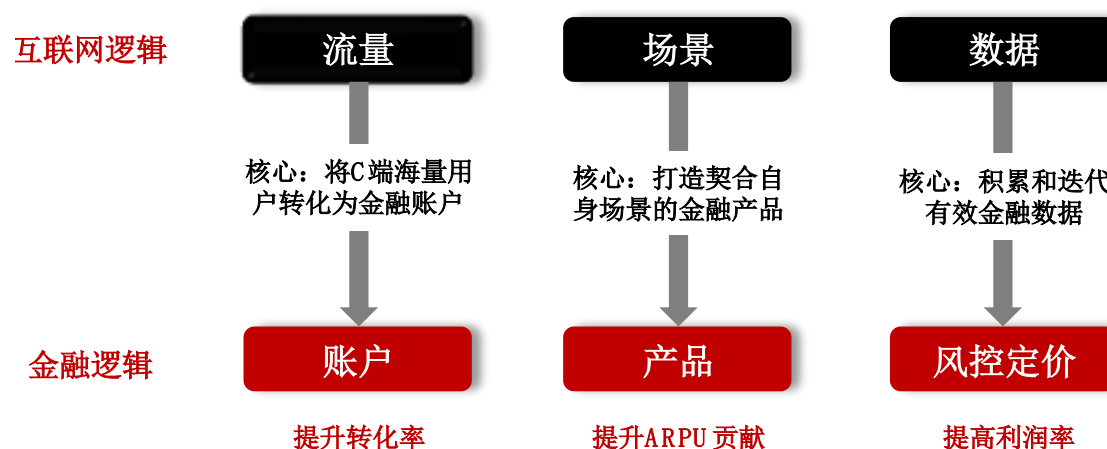 互联网逻辑
流量
场景
数据
核心：将C端海量用
户转化为金融账户
核心：打造契合自
身场景的金融产品
核心：积累和迭代
有效金融数据
金融逻辑
账户
产品
风控定价
提升转化率
提升ARPU贡献
提高利润率